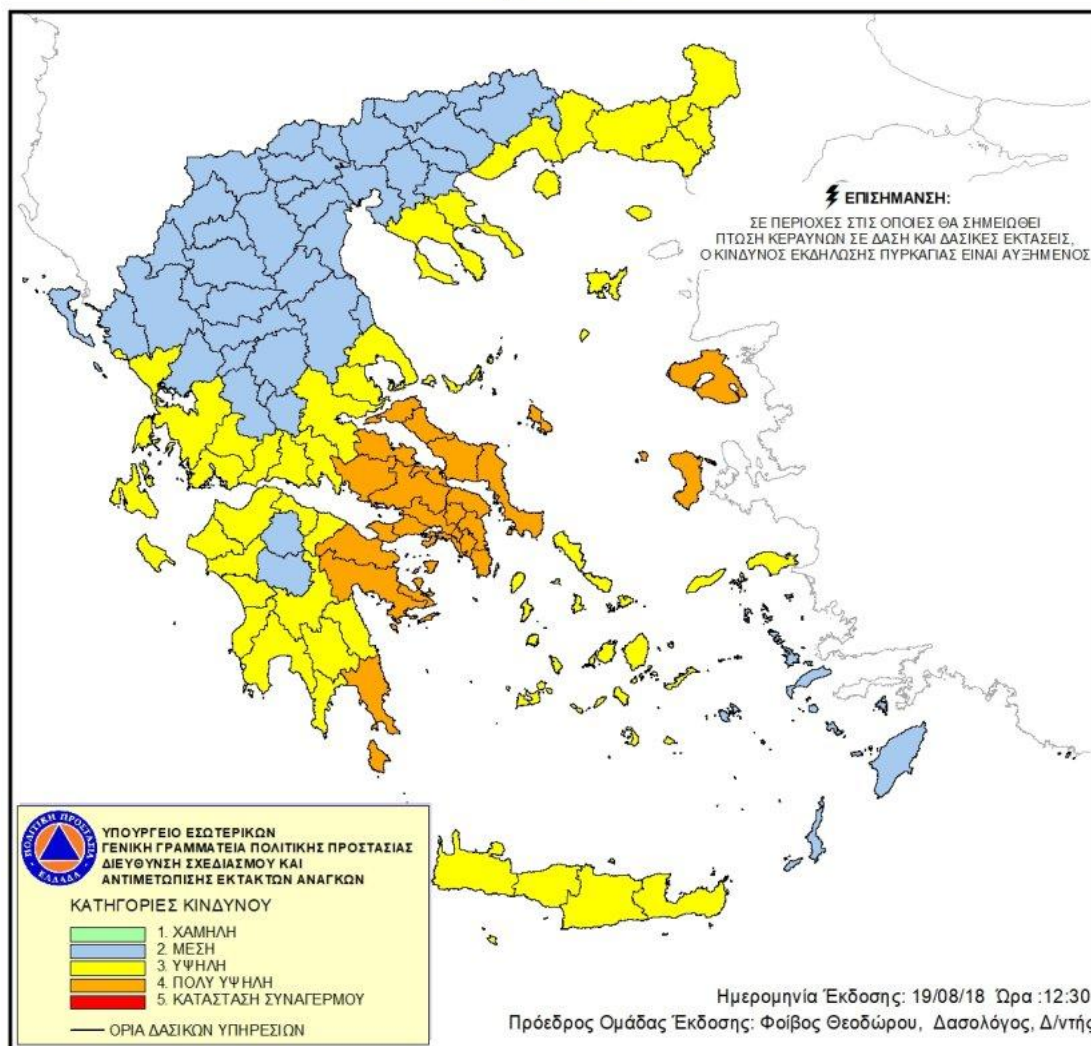 ΕΠΙΣΗΜΑΝΣΗ:
ΣΕ ΠΕΡΙΟΧΕΣ ΣΤΙΣ ΟΠΟΙΕΣ ΘΑ ΣΗΜΕΙΩΘΕΙ
ΠΤΩΣΗ ΚΕΡΑΥΝΩΝ ΣΕ ΔΑΣΗ ΚΑΙ ΔΑΣΙΚΕΣ ΕΚΤΑΣΕΙΣ,
Ο ΚΙΝΔΥΝΟΣ ΕΚΔΗΛΩΣΗΣ ΠΥΡΚΑΓΙΑΣ ΕΙΝΑΙ ΑΥΞΗΜΕΝΟΣ
ΠΟΛΙΤΙΚΗ ΠΡΟΣΤΑΣΙΑ
ΕΛΛΑΔΑ
ΥΠΟΥΡΓΕΙΟ ΕΣΩΤΕΡΙΚΩΝ
ΓΕΝΙΚΗ ΓΡΑΜΜΑΤΕΙΑ ΠΟΛΙΤΙΚΗΣ ΠΡΟΣΤΑΣΙΑΣ
ΔΙΕΥΘΥΝΣΗ ΣΧΕΔΙΑΣΜΟΥ ΚΑΙ
ΑΝΤΙΜΕΤΩΠΙΣΗΣ ΕΚΤΑΚΤΩΝ ΑΝΑΓΚΩΝ
ΚΑΤΗΓΟΡΙΕΣ ΚΙΝΔΥΝΟΥ
1. ΧΑΜΗΛΗ
2. ΜΕΣΗ
3. ΥΨΗΛΗ
4. ΠΟΛΥ ΥΨΗΛΗ
5. ΚΑΤΑΣΤΑΣΗ ΣΥΝΑΓΕΡΜΟΥ
ΟΡΙΑ ΔΑΣΙΚΩΝ ΥΠΗΡΕΣΙΩΝ
Ημερομηνία Έκδοσης: 19/08/18 Ώρα :12:30
Πρόεδρος Ομάδας Έκδοσης: Φοίβος Θεοδώρου, Δασολόγος, Δ/ντής